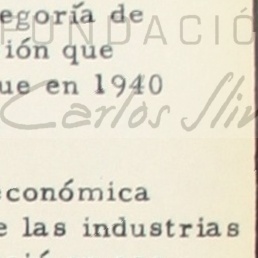 egoría de
FUNDACIÓ
ión que
ue en 1940
Carlos Slim
económica
e las industrias